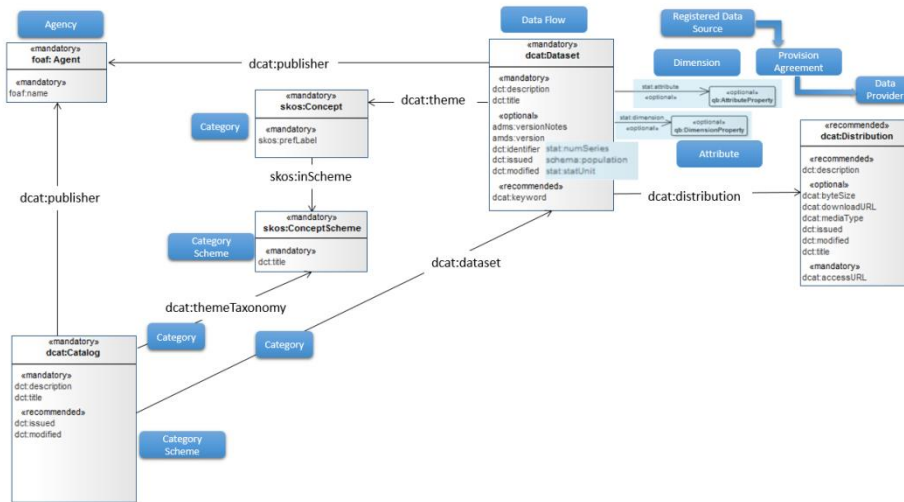 Agency
«mandatory»
foaf: Agent
«mandatory»
foaf:name
dcat:publisher
Data Flow
«mandatory»
dcat:Dataset
«mandatory»
dct:description
dct:title
«optional»
adms:versionNotes
amds:version
dct:identifier stat:numSeries
dct:issued schema:population
dct:modified stat:statUnit
«recommended»
dcat:keyword
Registered Data
Source
Provision
Agreement
Data
Provider
Dimension
stat:attribute
«optional»
«optional»
qb:AttributeProperty
stat:dimension
«optional»
«optional»
qb:DimensionProperty
Attribute
dcat:theme
«mandatory»
skos:Concept
«mandatory»
skos:prefLabel
Category
skos:inScheme
dcat:publisher
«mandatory»
skos:ConceptScheme
«mandatory»
dct:title
Category
Scheme
dcat:distribution
«recommended»
dcat:Distribution
«recommended»
dct:description
«optional»
dcat:byteSize
dcat:downloadURL
dcat:mediaType
dct:issued
dct:modified
dct:title
«mandatory»
dcat:accessURL
dcat:dataset
dcat:themeTaxonomy
Category
Category
«mandatory»
dcat:Catalog
«mandatory»
dct:description
dct:title
«recommended»
dct:issued
dct:modified
Category
Scheme